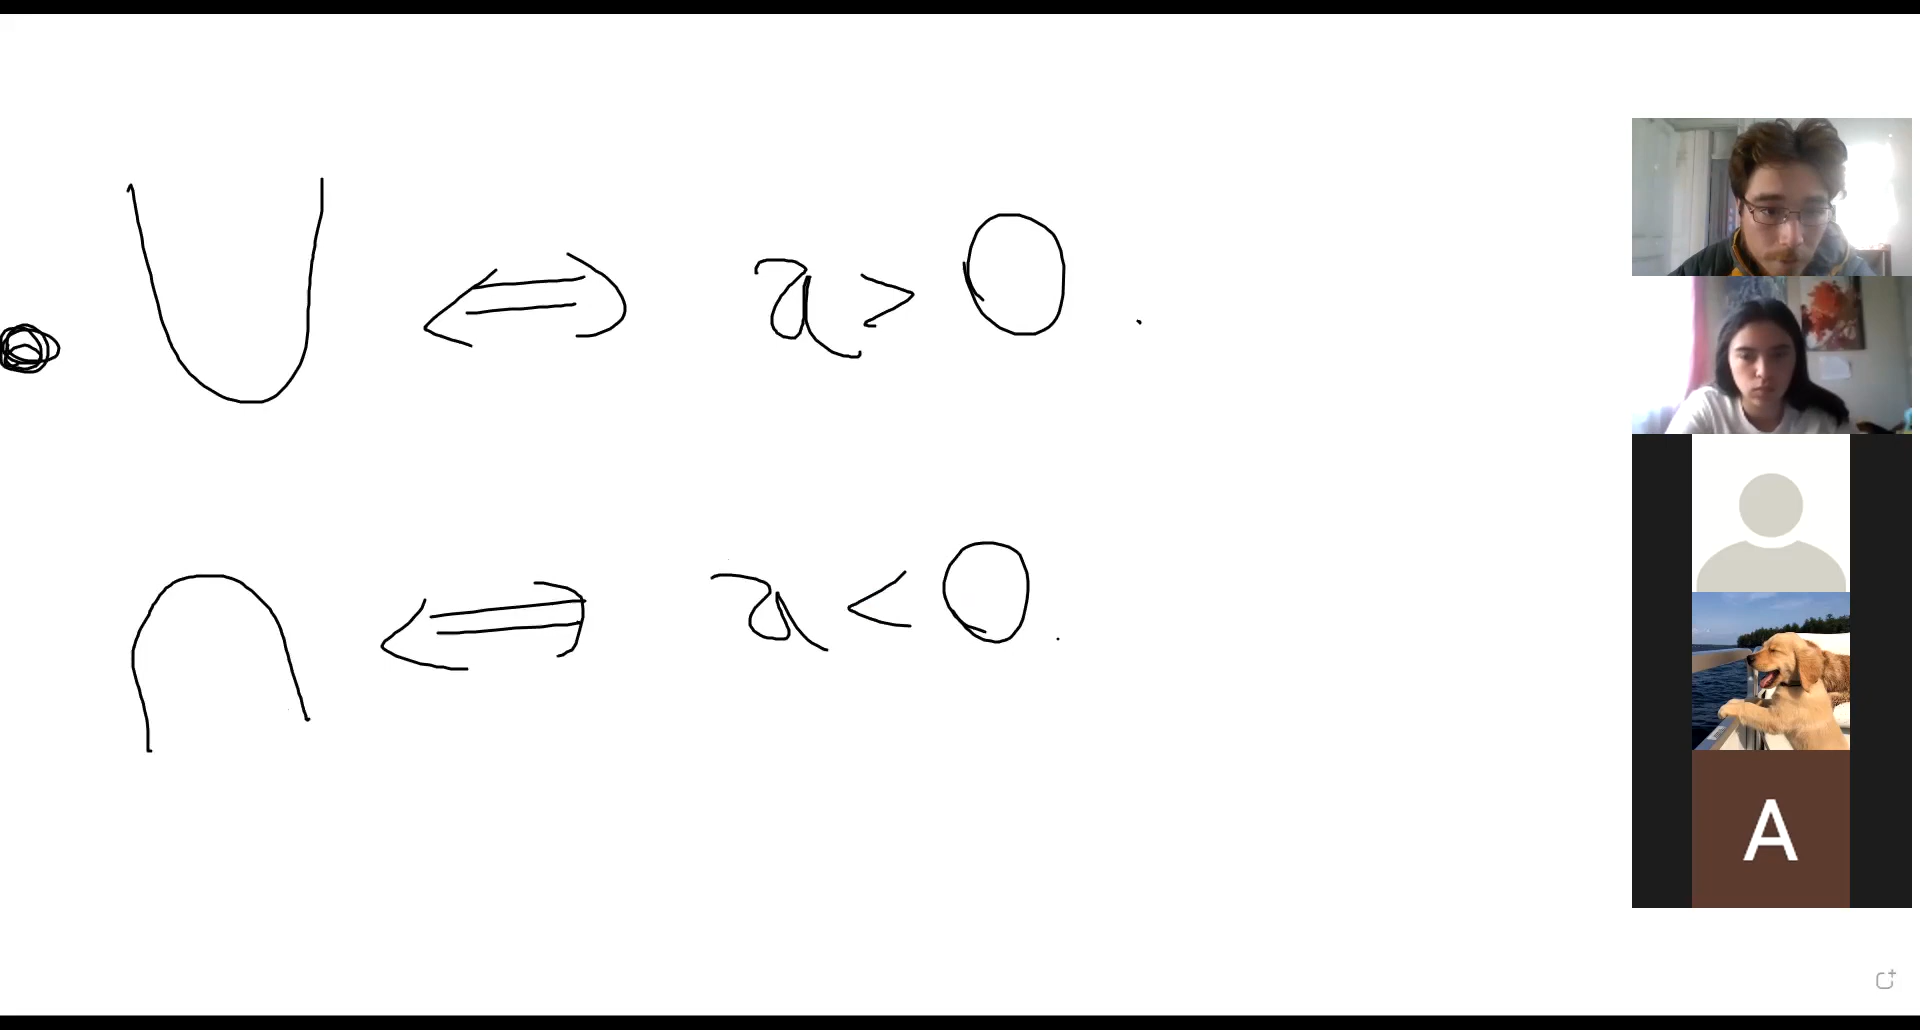 ⟺ a > 0 .
⟺ a < 0 .
A